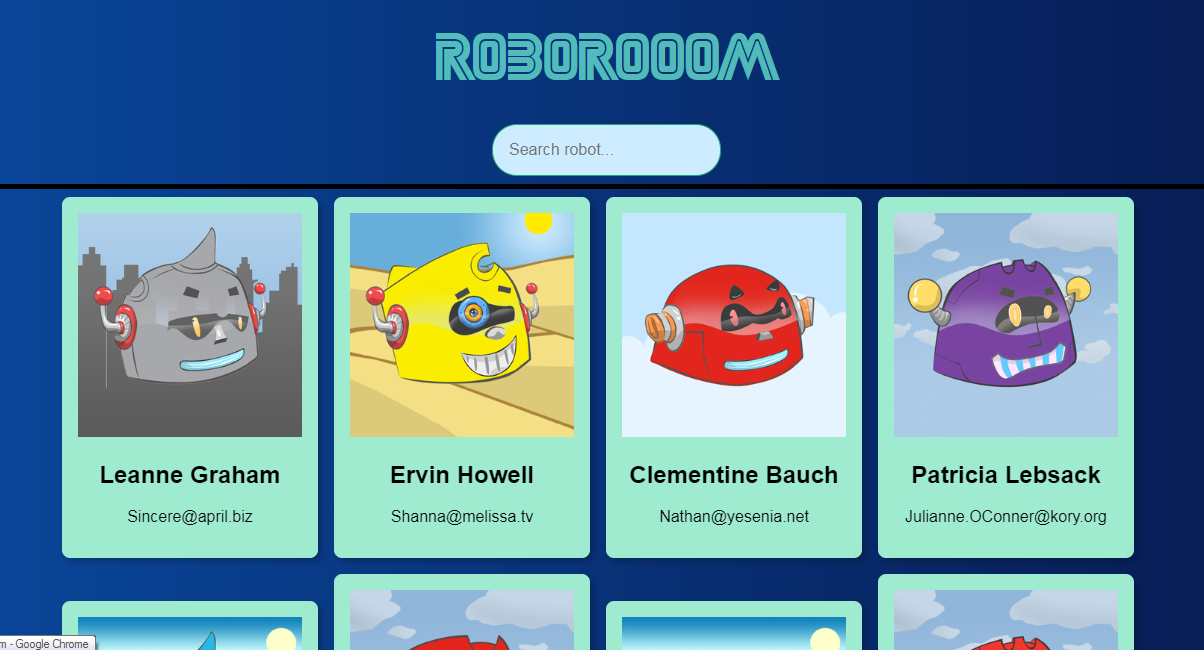 ROBOROOOM
Search robot...
Leanne Graham
Sincere@april.biz
Ervin Howell
Shanna@melissa.tv
Clementine Bauch
Nathan@yesenia.net
Patricia Lebsack
Julianne.OConner@kory.org
m - Google Chrome